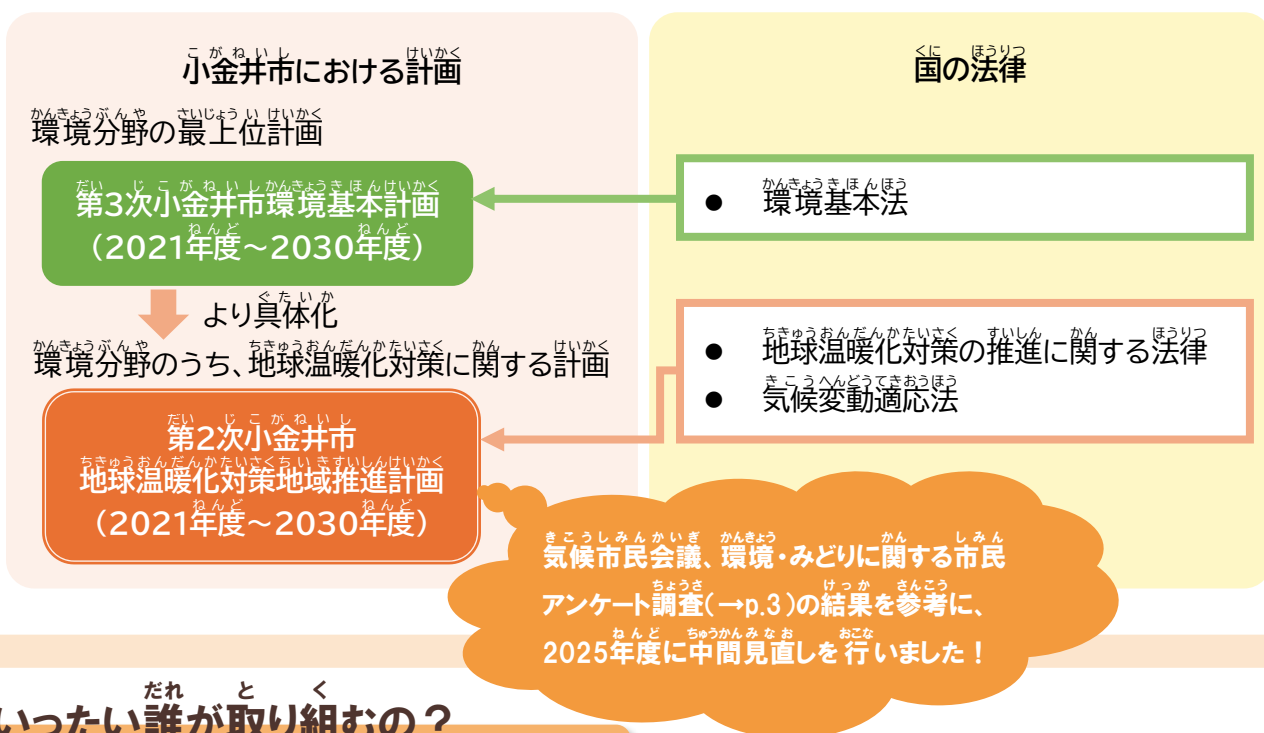 小金井市における計画
環境分野の最上位計画
第3次小金井市環境基本計画
(2021年度~2030年度)
より具体化
環境分野のうち、地球温暖化対策に関する計画
第2次小金井市
地球温暖化対策地域推進計画
(2021年度~2030年度)
国の法律
● 環境基本法
● 地球温暖化対策の推進に関する法律
● 気候変動適応法
気候市民会議、環境・みどりに関する市民
アンケート調査(→p.3)の結果を参考に、
2025年度に中間見直しを行いました!
いったい誰が取り組むの?